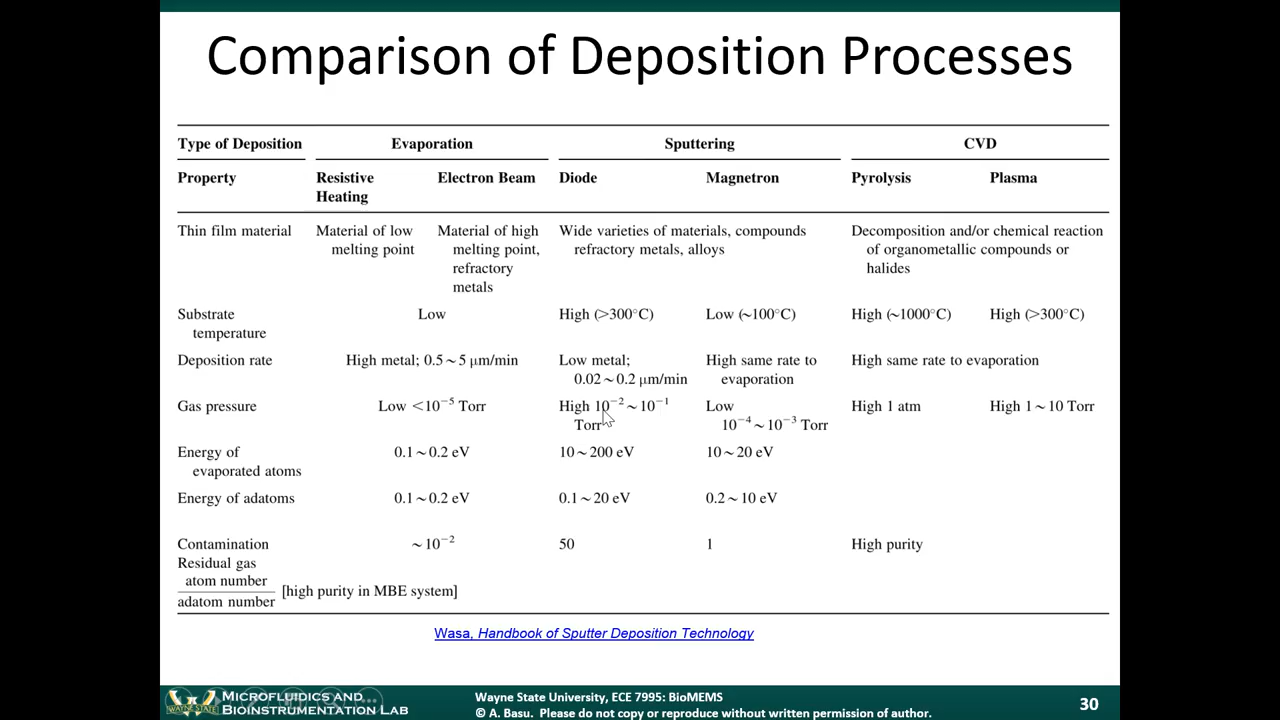 Comparison of Deposition Processes
Type of Deposition Evaporation Sputtering CVD
Property Resistive Heating Electron Beam Diode Magnetron Pyrolysis Plasma
Thin film material Material of low melting point Material of high melting point, refractory metals Wide varieties of materials, compounds refractory metals, alloys Decomposition and/or chemical reaction of organometallic compounds or halides
Substrate temperature Low High (>300°C) Low (~100°C) High (~1000°C) High (>300°C)
Deposition rate High metal; 0.5~5 μm/min Low metal; 0.02~0.2 μm/min High same rate to evaporation High same rate to evaporation
Gas pressure Low <10⁻⁵ Torr High 10⁻²~10⁻¹ Torr Low 10⁻⁴~10⁻³ Torr High 1 atm High 1~10 Torr
Energy of evaporated atoms 0.1~0.2 eV 10~200 eV 10~20 eV
Energy of adatoms 0.1~0.2 eV 0.1~20 eV 0.2~10 eV
Contamination ~10⁻² 50 1 High purity
Residual gas
atom number
adatom number [high purity in MBE system]
Wasa, Handbook of Sputter Deposition Technology
WAYNE STATE
MICROFLUIDICS AND
BIOINSTRUMENTATION LAB
Wayne State University, ECE 7995: BioMEMS
© A. Basu. Please do not copy or reproduce without written permission of author.
30